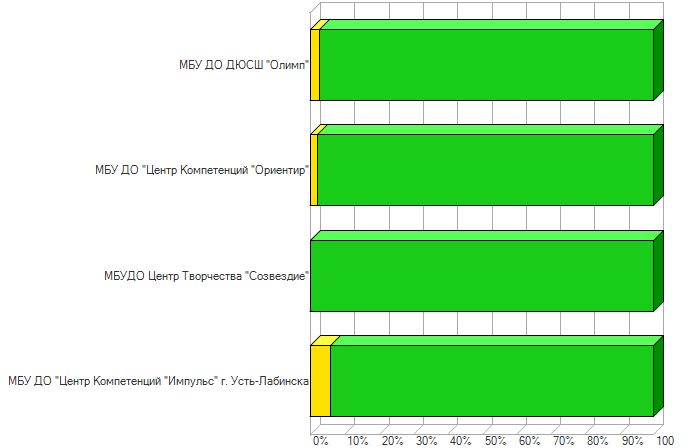 МБУ ДО ДЮСШ "Олимп"
МБУ ДО "Центр Компетенций "Ориентир"
МБУДО Центр Творчества "Созвездие"
МБУ ДО "Центр Компетенций "Импульс" г. Усть-Лабинска
0% 10% 20% 30% 40% 50% 60% 70% 80% 90% 100